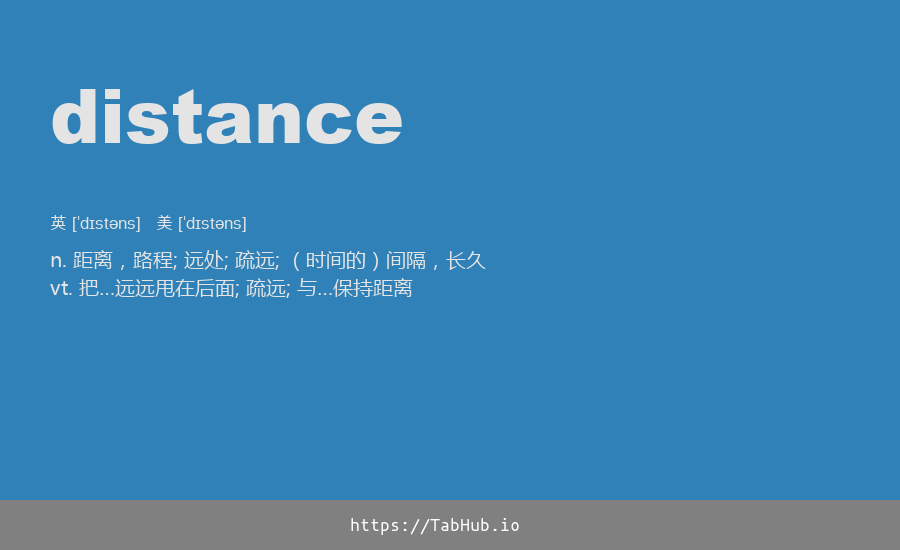 distance
英 [ˈdɪstəns] 美 [ˈdɪstəns]
n. 距离，路程; 远处; 疏远; （时间的）间隔，长久
vt. 把…远远甩在后面; 疏远; 与…保持距离
https://TabHub.io